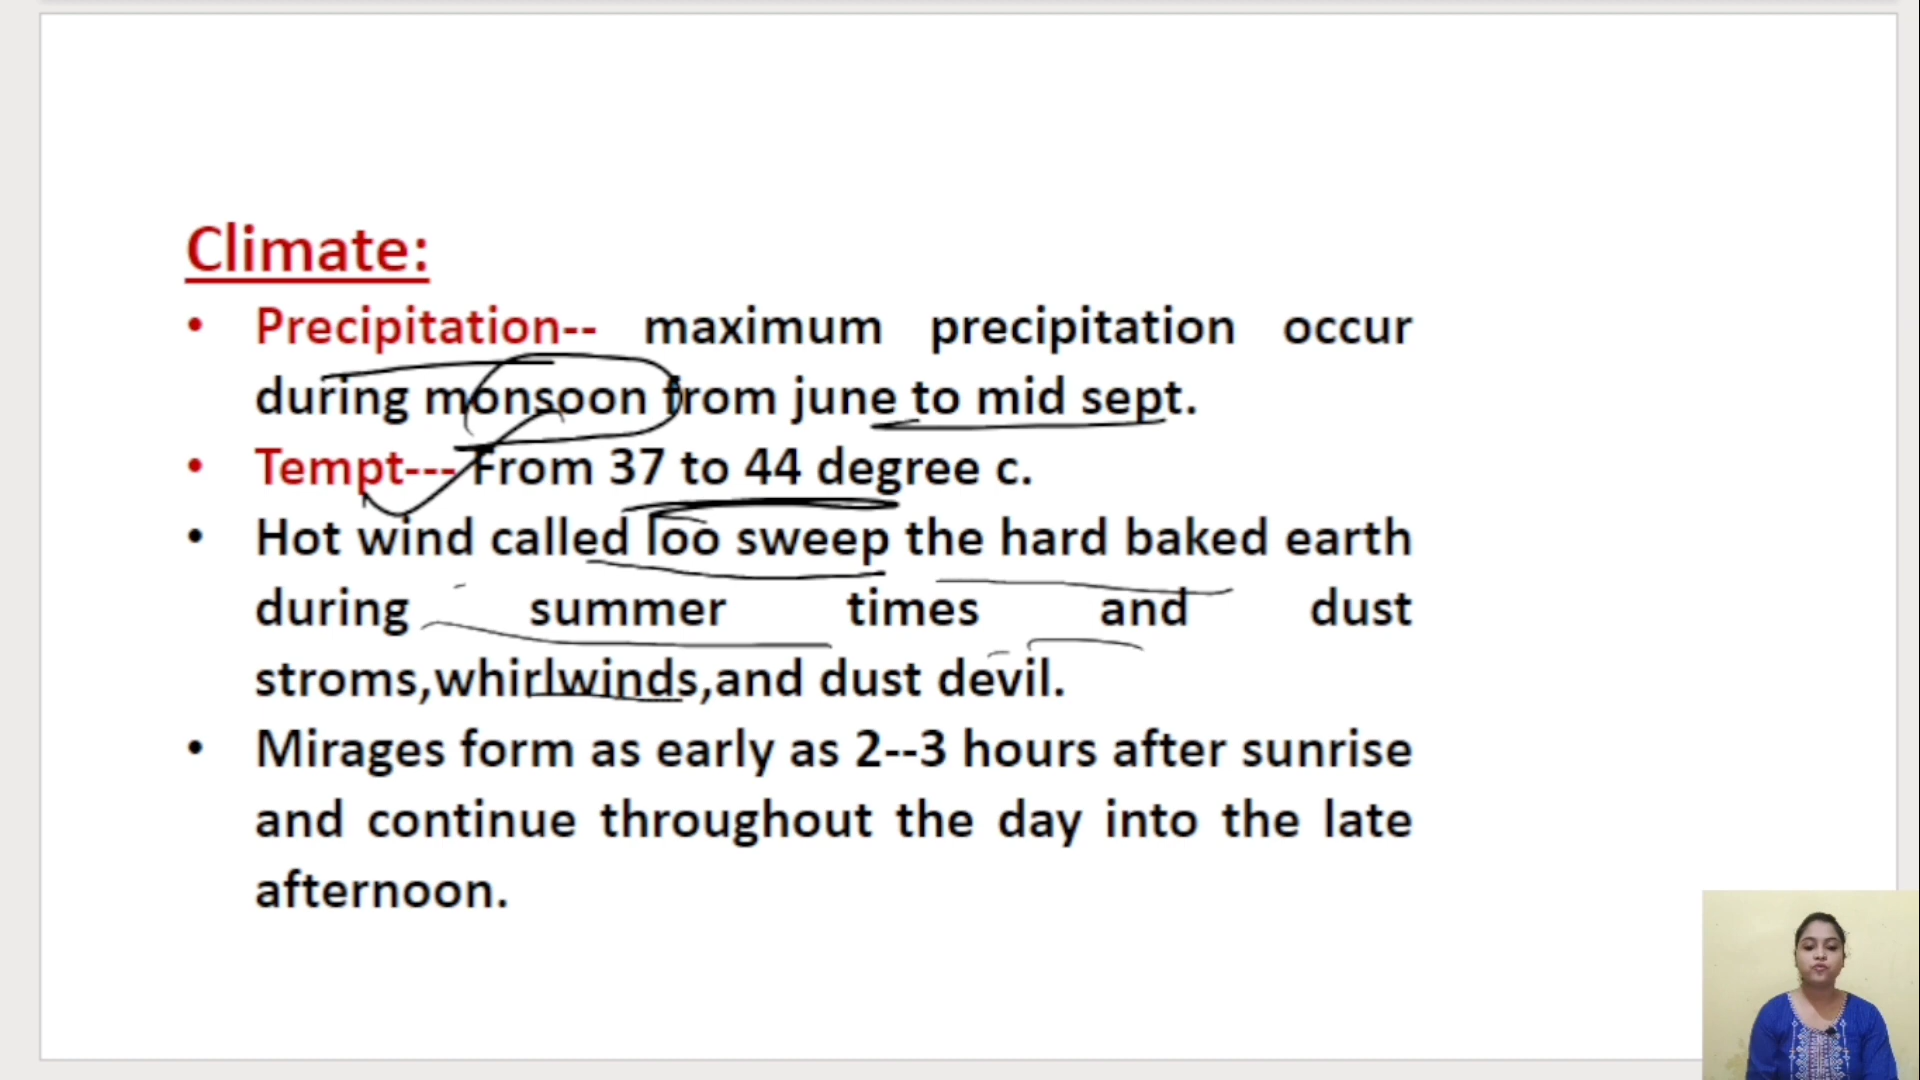 Climate:
• Precipitation-- maximum precipitation occur
during monsoon from june to mid sept.
• Tempt--- From 37 to 44 degree c.
• Hot wind called loo sweep the hard baked earth
during summer times and dust
stroms,whirlwinds,and dust devil.
• Mirages form as early as 2--3 hours after sunrise
and continue throughout the day into the late
afternoon.